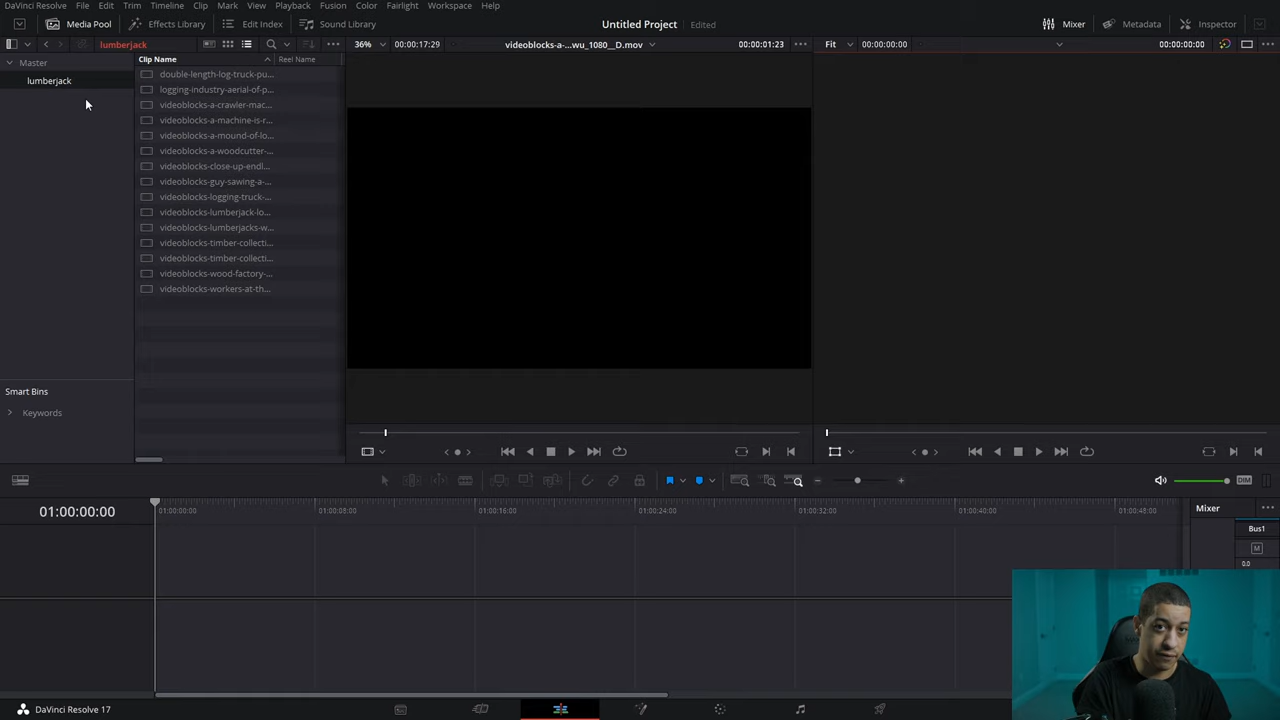 DaVinci Resolve File Edit Trim Timeline Clip Mark View Playback Fusion Color Fairlight Workspace Help
Media Pool Effects Library Edit Index Sound Library Untitled Project Edited Mixer Metadata Inspector
lumberjack 36% 00:00:17:29 videoblocks-a-...wu_1080__D.mov 00:00:01:23 Fit 00:00:00:00 00:00:00:00
Master
lumberjack
Clip Name Reel Name
double-length-log-truck-pu...
logging-industry-aerial-of-p...
videoblocks-a-crawler-mac...
videoblocks-a-machine-is-r...
videoblocks-a-mound-of-lo...
videoblocks-a-woodcutter-...
videoblocks-close-up-endl...
videoblocks-guy-sawing-a-...
videoblocks-logging-truck-...
videoblocks-lumberjack-lo...
videoblocks-lumberjacks-w...
videoblocks-timber-collecti...
videoblocks-timber-collecti...
videoblocks-wood-factory-...
videoblocks-workers-at-th...
Smart Bins
Keywords
DIM
01:00:00:00
01:00:00:00 01:00:08:00 01:00:16:00 01:00:24:00 01:00:32:00 01:00:40:00 01:00:48:00
Mixer
Bus1
M
0.0
DaVinci Resolve 17